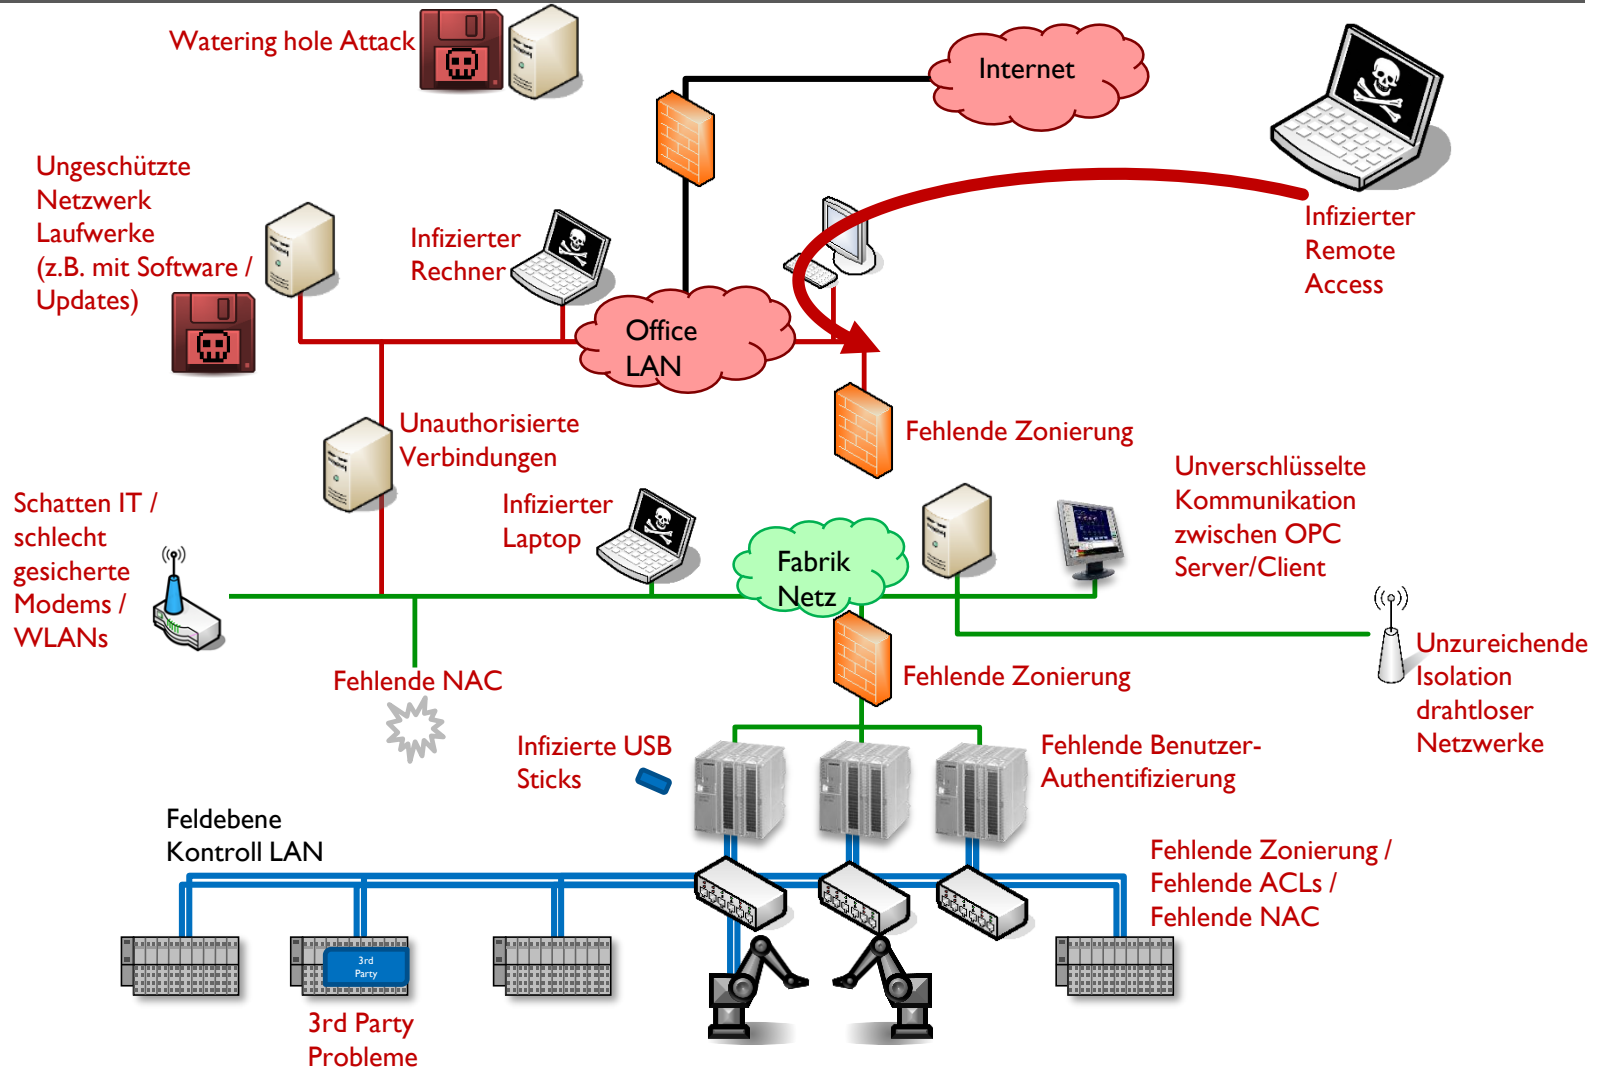 Watering hole Attack
Internet
Ungeschützte
Netzwerk
Laufwerke
(z.B. mit Software /
Updates)
Infizierter
Rechner
Infizierter
Remote
Access
Office
LAN
Unauthorisierte
Verbindungen
Fehlende Zonierung
Schatten IT /
schlecht
gesicherte
Modems /
WLANs
Infizierter
Laptop
Fabrik
Netz
Unverschlüsselte
Kommunikation
zwischen OPC
Server/Client
Fehlende NAC
Fehlende Zonierung
Unzureichende
Isolation
drahtloser
Netzwerke
Infizierte USB
Sticks
Fehlende Benutzer-
Authentifizierung
Feldebene
Kontroll LAN
Fehlende Zonierung /
Fehlende ACLs /
Fehlende NAC
3rd
Party
3rd Party
Probleme